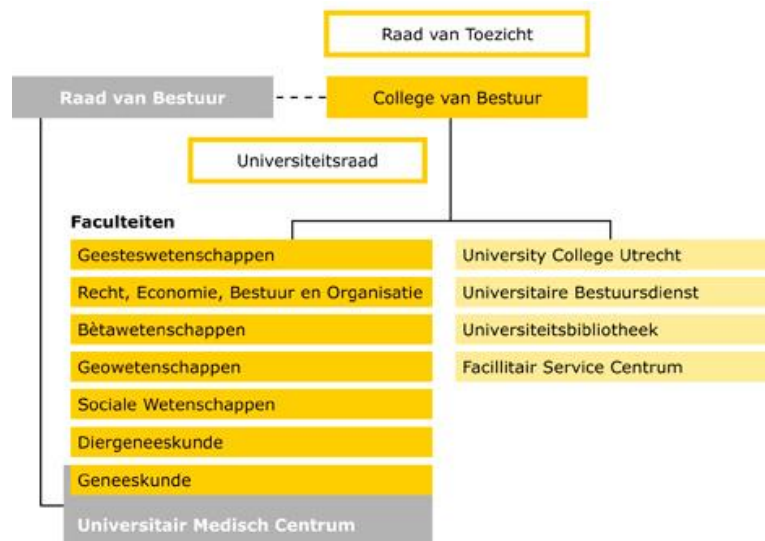 Raad van Toezicht
Raad van Bestuur
College van Bestuur
Universiteitsraad
Faculteiten
Geesteswetenschappen
Recht, Economie, Bestuur en Organisatie
Bètawetenschappen
Geowetenschappen
Sociale Wetenschappen
Diergeneeskunde
Geneeskunde
Universitair Medisch Centrum
University College Utrecht
Universitaire Bestuursdienst
Universiteitsbibliotheek
Facillitair Service Centrum